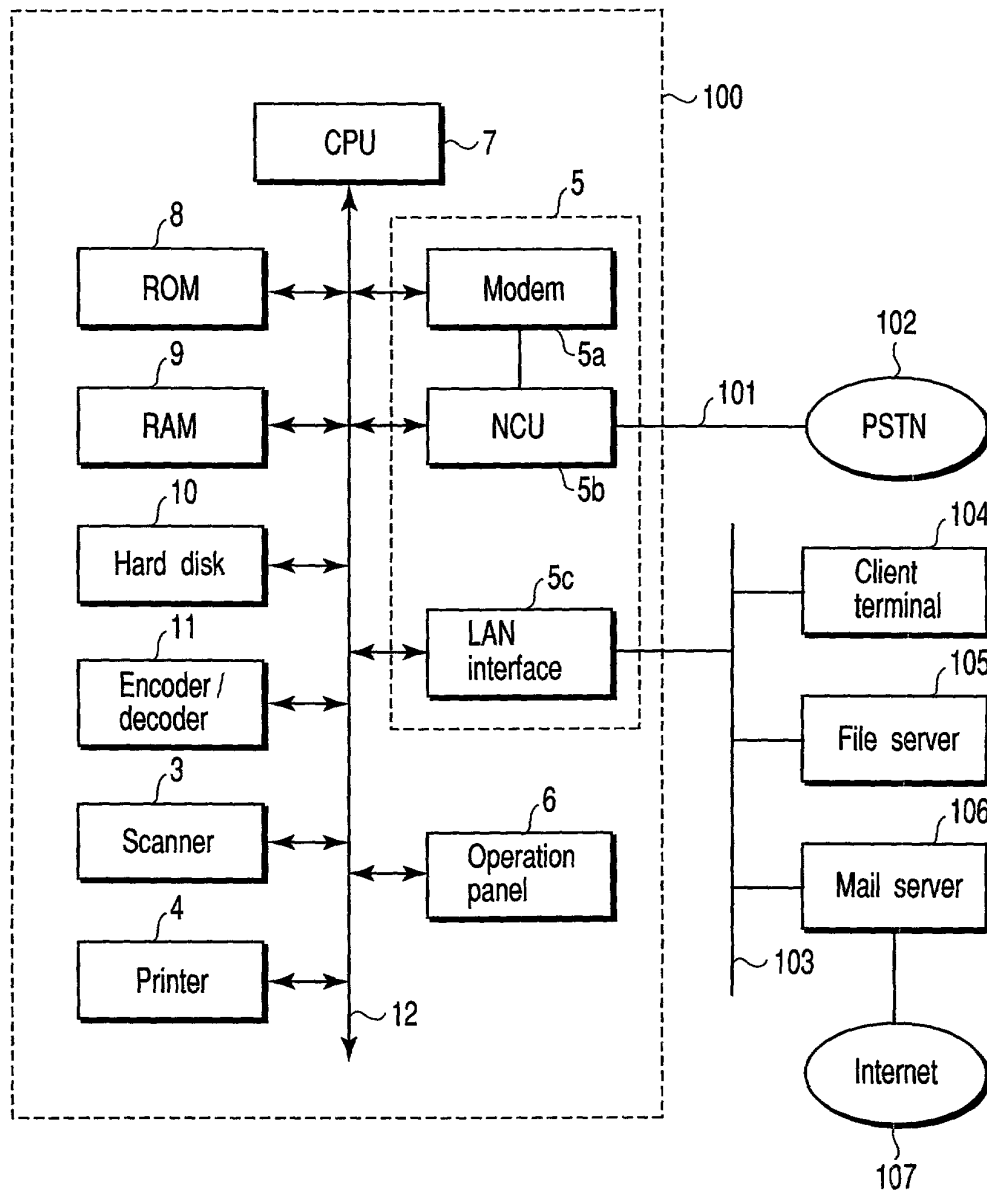 100
CPU
7
5
8
ROM
Modem
5a
102
9
RAM
NCU
101
PSTN
5b
10
Hard disk
104
Client
terminal
5c
LAN
interface
11
Encoder /
decoder
105
File server
3
Scanner
6
Operation
panel
106
Mail server
4
Printer
103
12
Internet
107